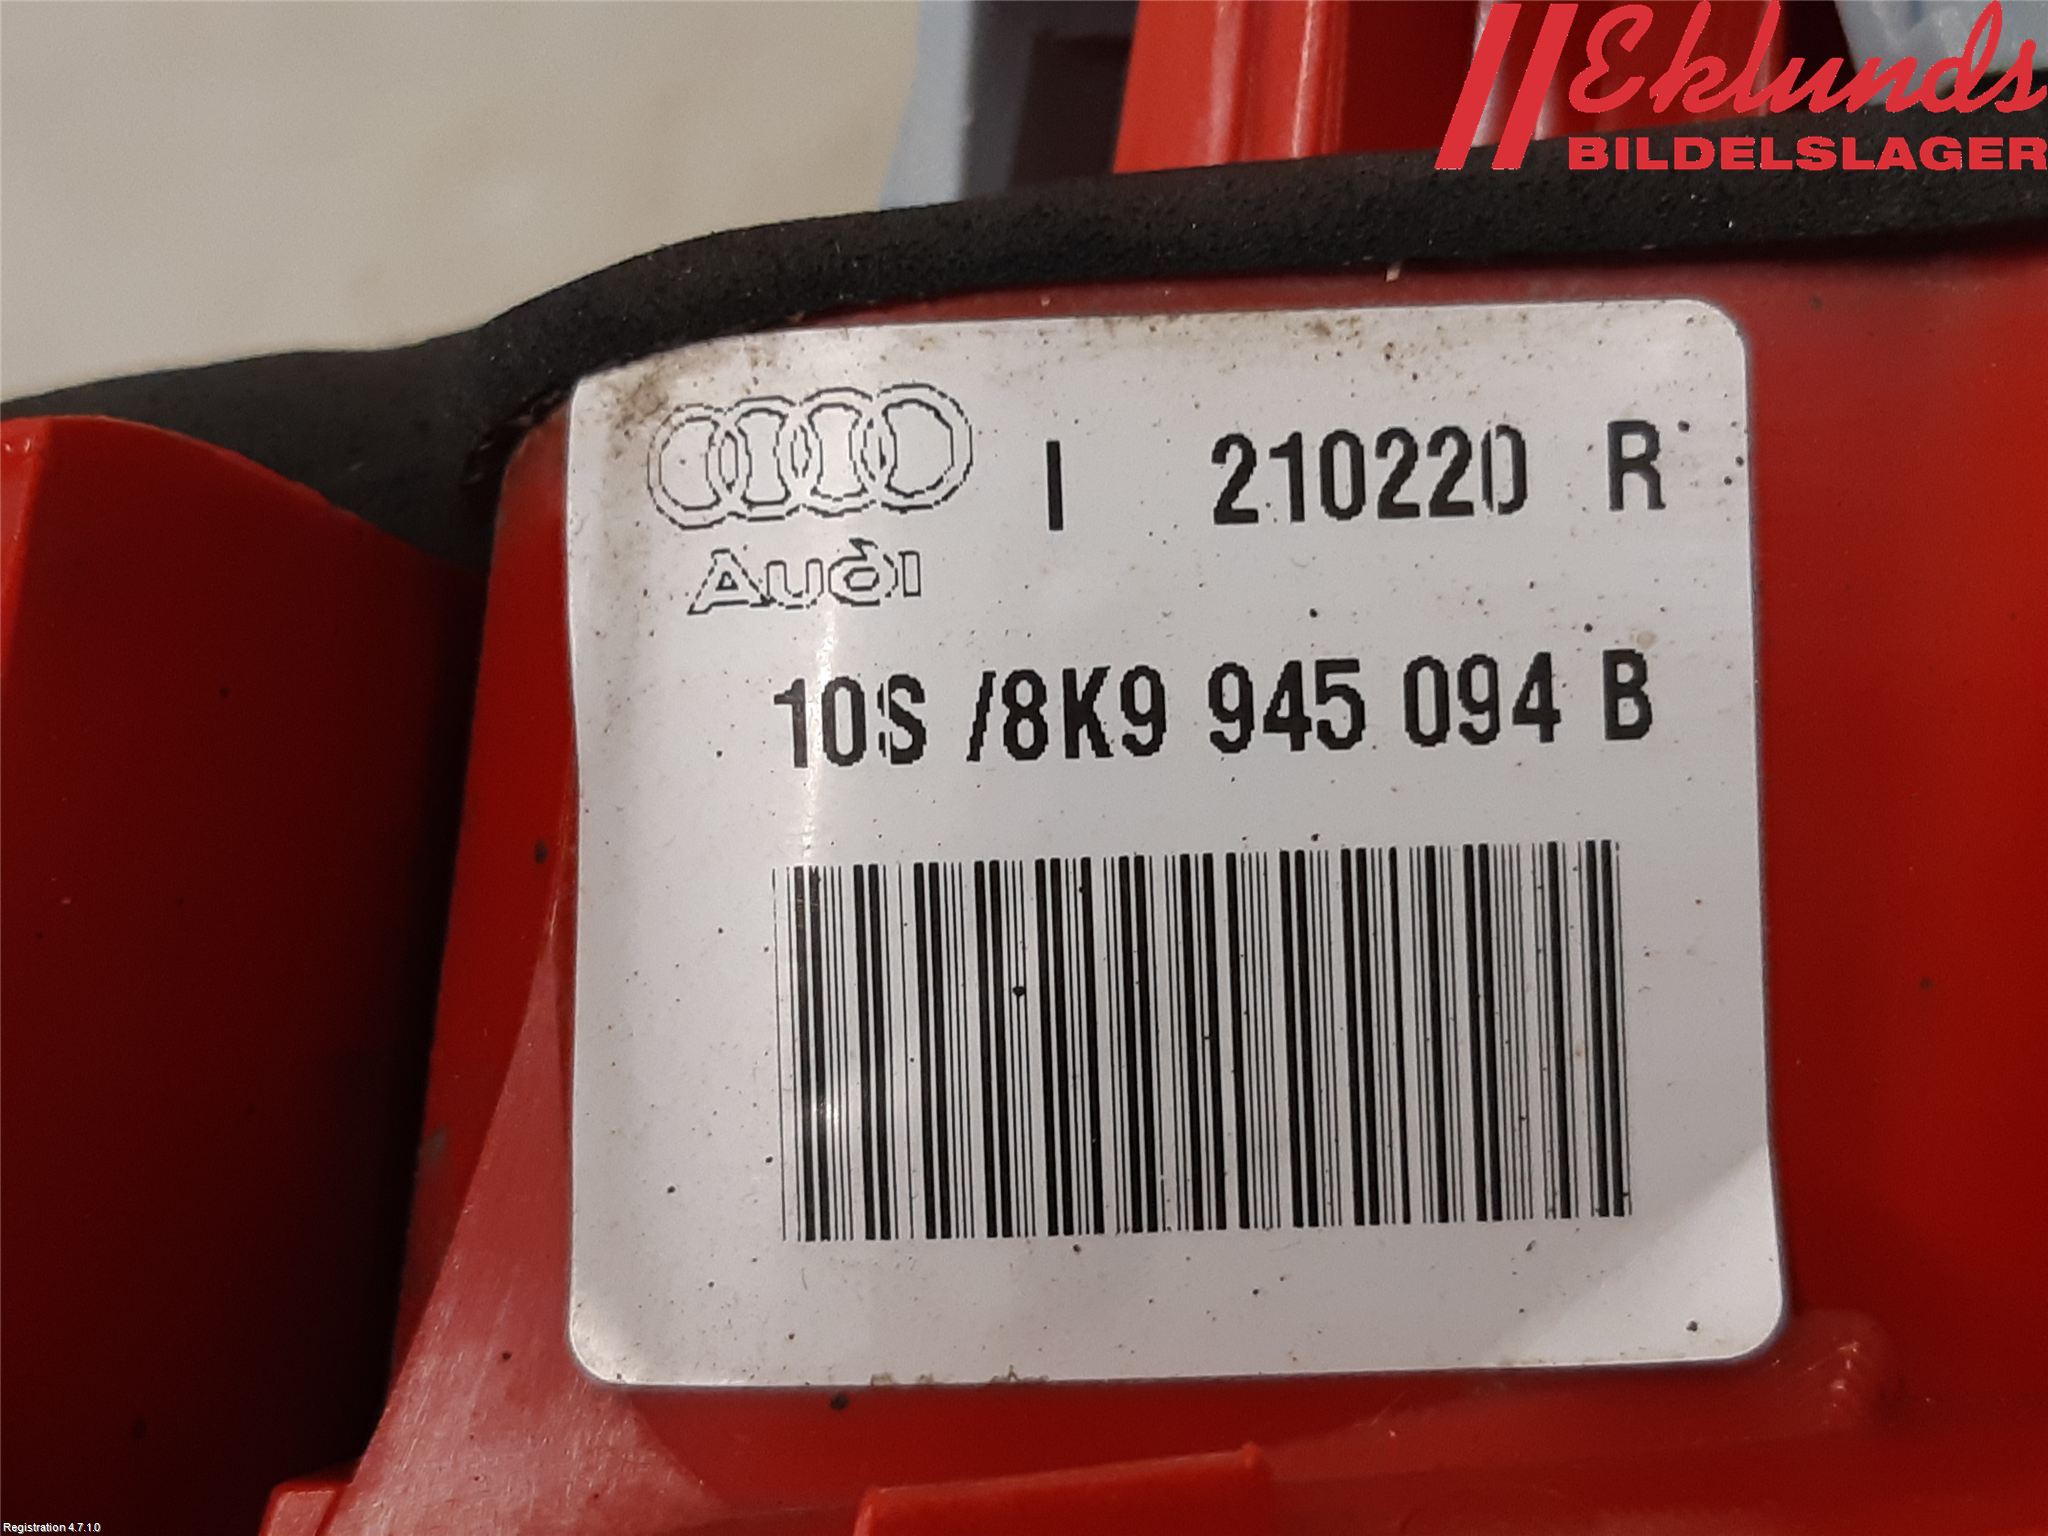 Eklunds
BILDELSLAGER
I 210220 R
Audi
10S /8K9 945 094 B
Registration 4.7.1.0